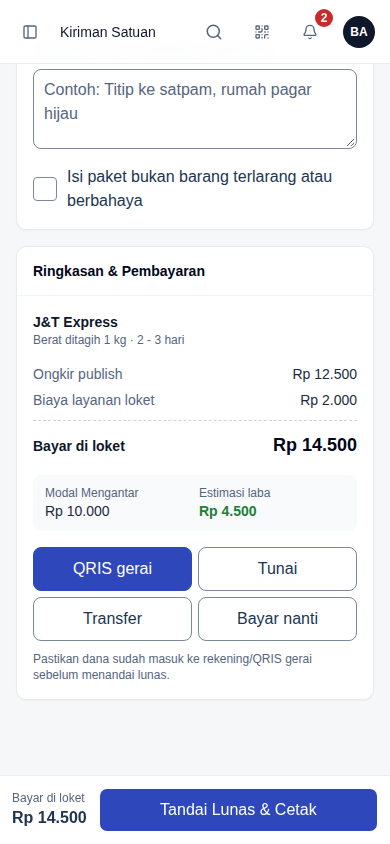 Kiriman Satuan
2
BA
Contoh: Titip ke satpam, rumah pagar
hijau
Isi paket bukan barang terlarang atau
berbahaya
Ringkasan & Pembayaran
J&T Express
Berat ditagih 1 kg · 2 - 3 hari
Ongkir publish Rp 12.500
Biaya layanan loket Rp 2.000
Bayar di loket Rp 14.500
Modal Mengantar Estimasi laba
Rp 10.000 Rp 4.500
QRIS gerai Tunai
Transfer Bayar nanti
Pastikan dana sudah masuk ke rekening/QRIS gerai
sebelum menandai lunas.
Bayar di loket
Rp 14.500
Tandai Lunas & Cetak